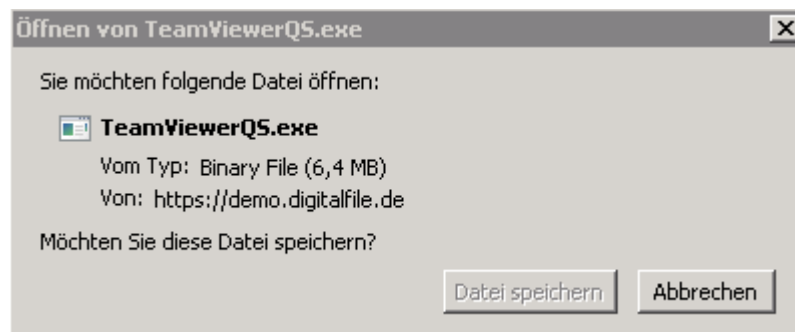 Öffnen von TeamViewerQS.exe
Sie möchten folgende Datei öffnen:
TeamViewerQS.exe
Vom Typ: Binary File (6,4 MB)
Von: https://demo.digitalfile.de
Möchten Sie diese Datei speichern?
Datei speichern Abbrechen